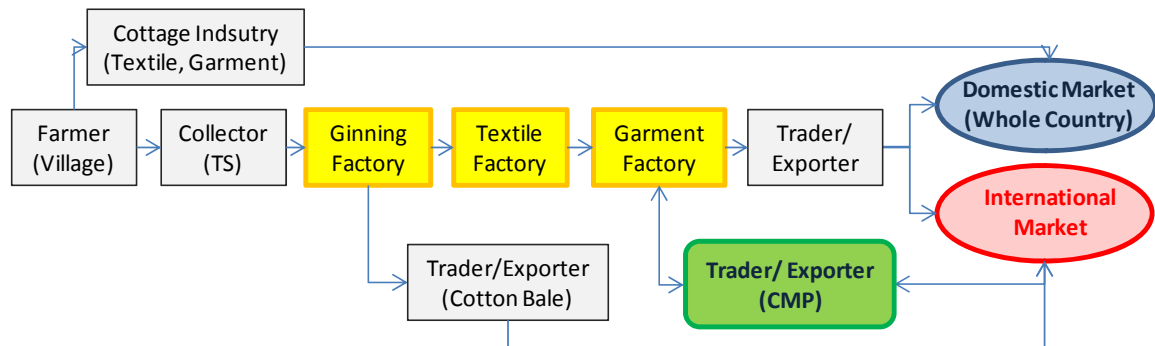 Cottage Indsutry
(Textile, Garment)
Farmer
(Village)
Collector
(TS)
Ginning
Factory
Textile
Factory
Garment
Factory
Trader/
Exporter
Domestic Market
(Whole Country)
International
Market
Trader/Exporter
(Cotton Bale)
Trader/ Exporter
(CMP)